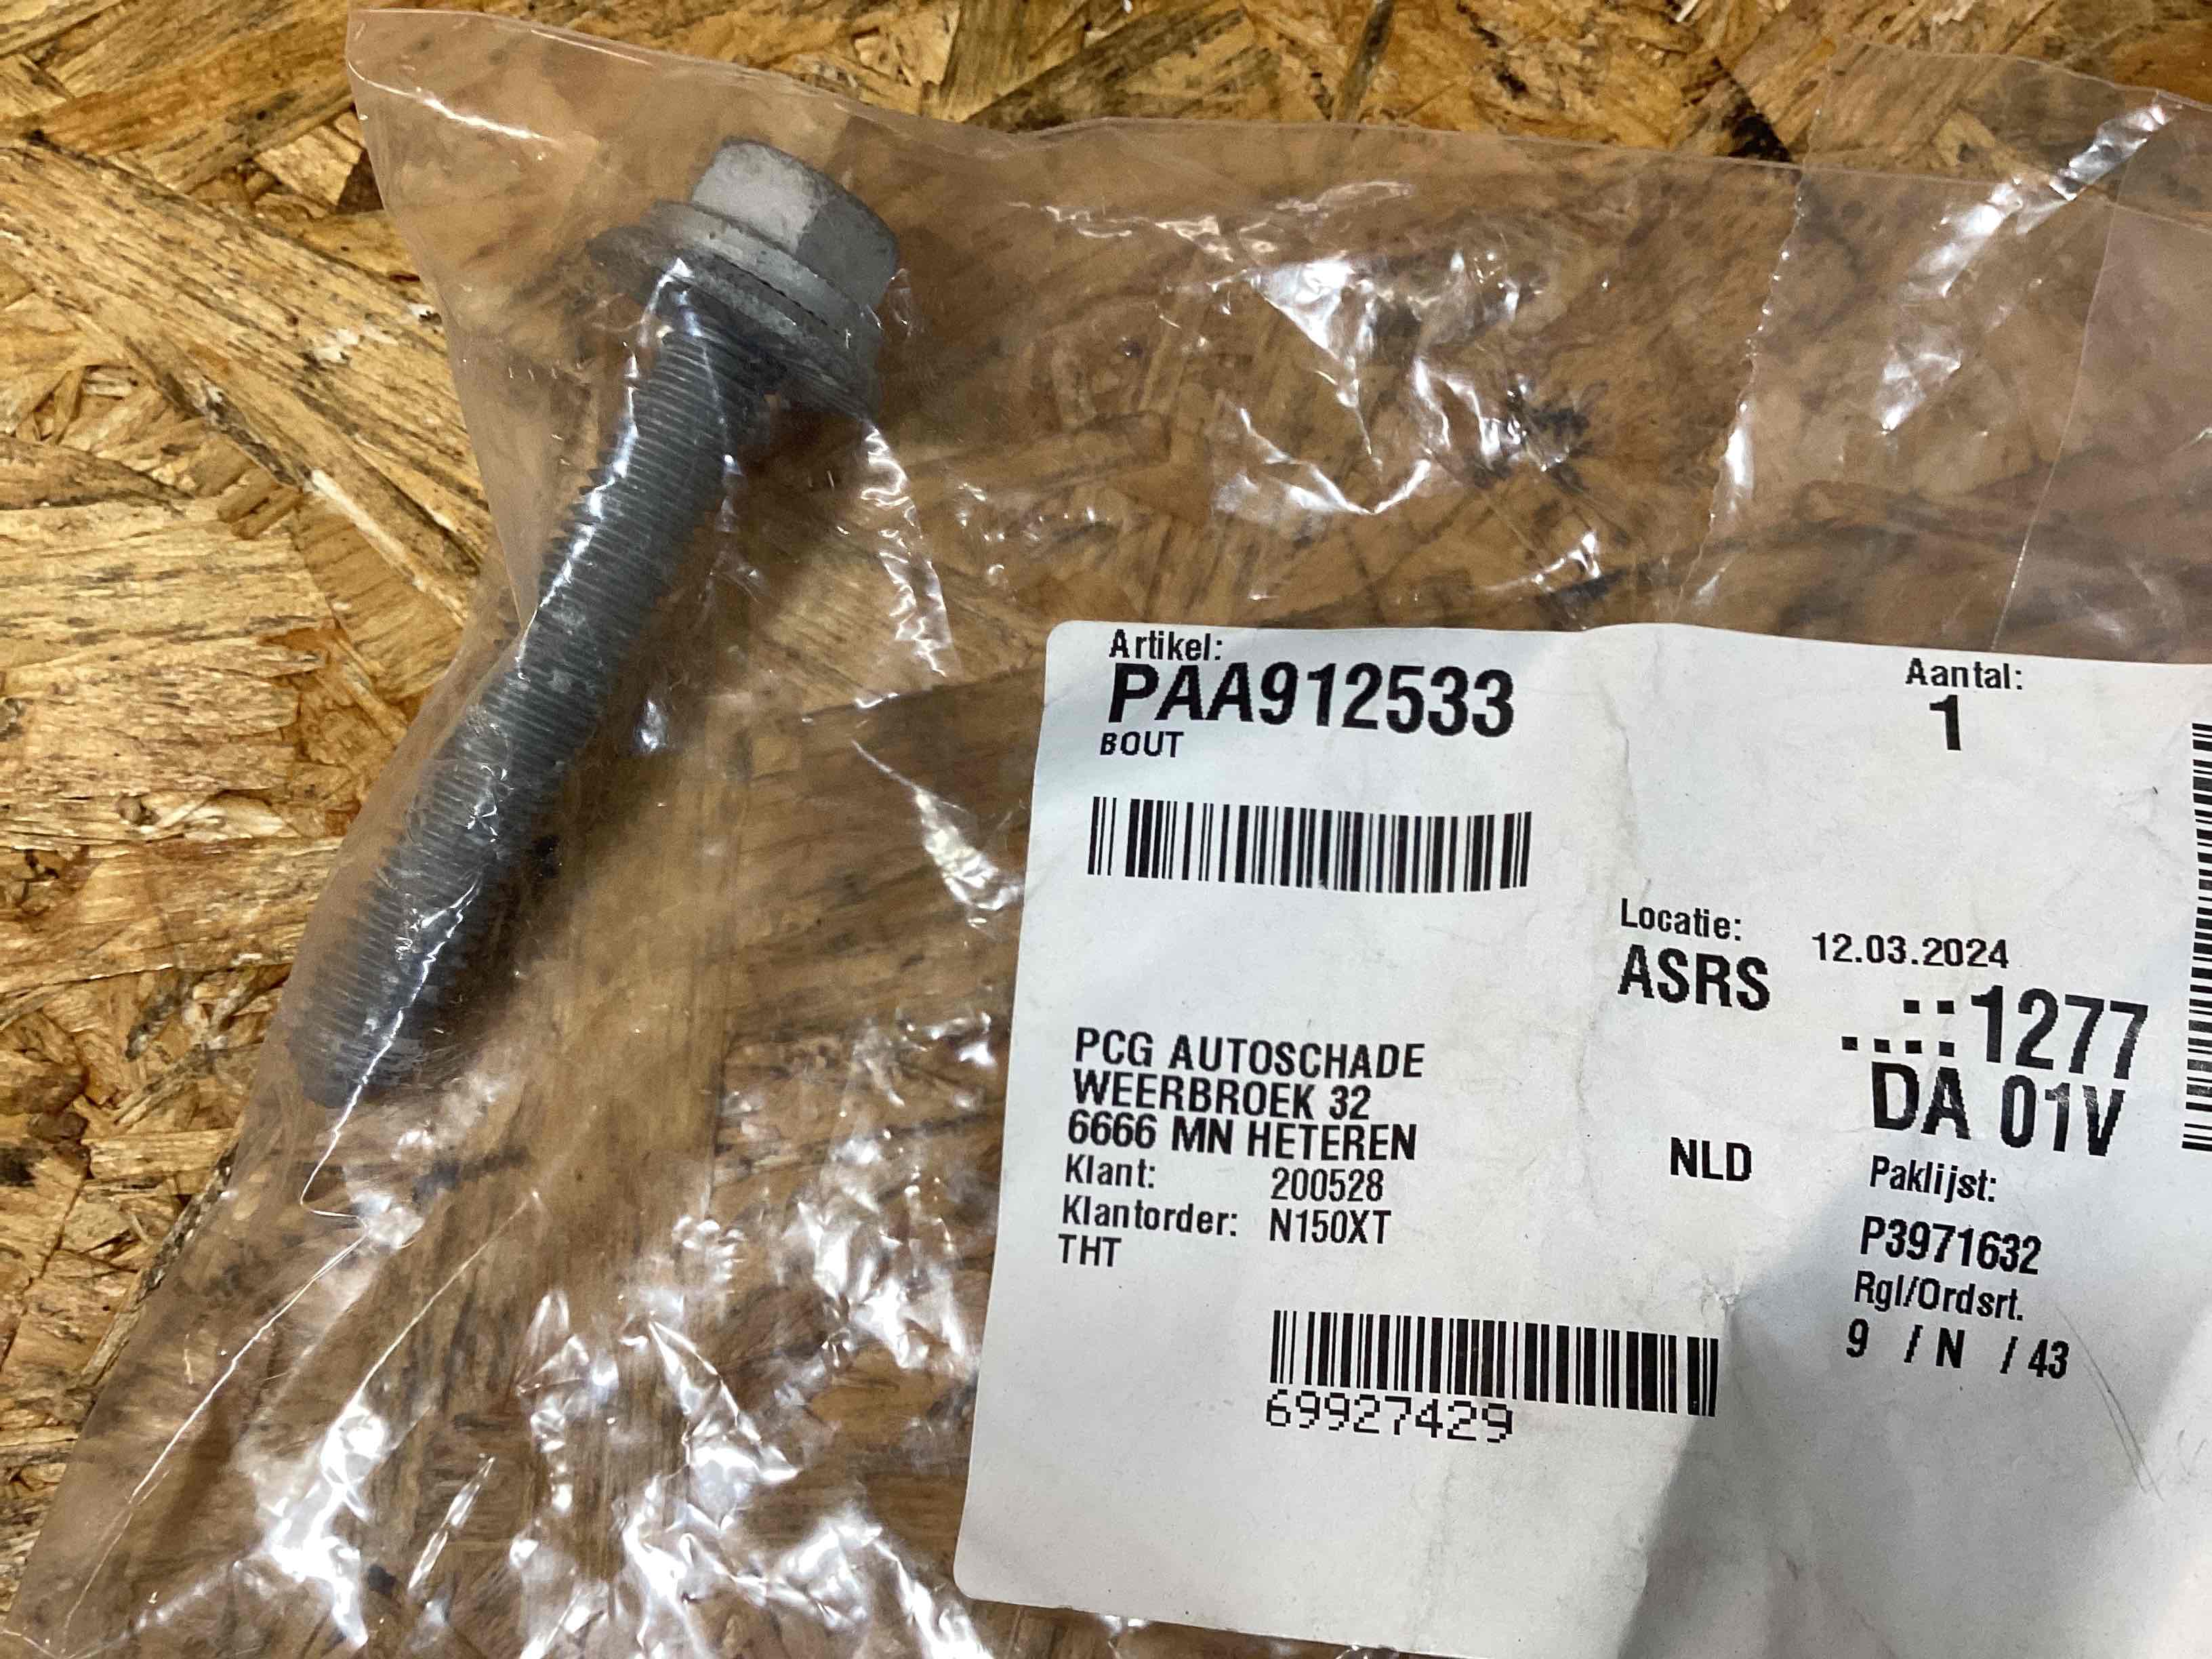 Artikel:
PAA912533
BOUT
Aantal:
1
Locatie:
ASRS
12.03.2024
....::1277
DA 01V
PCG AUTOSCHADE
WEERBROEK 32
6666 MN HETEREN
NLD
Klant: 200528
Klantorder: N150XT
THT
Paklijst:
P3971632
Rgl/Ordsrt.
9 / N / 43
69927429